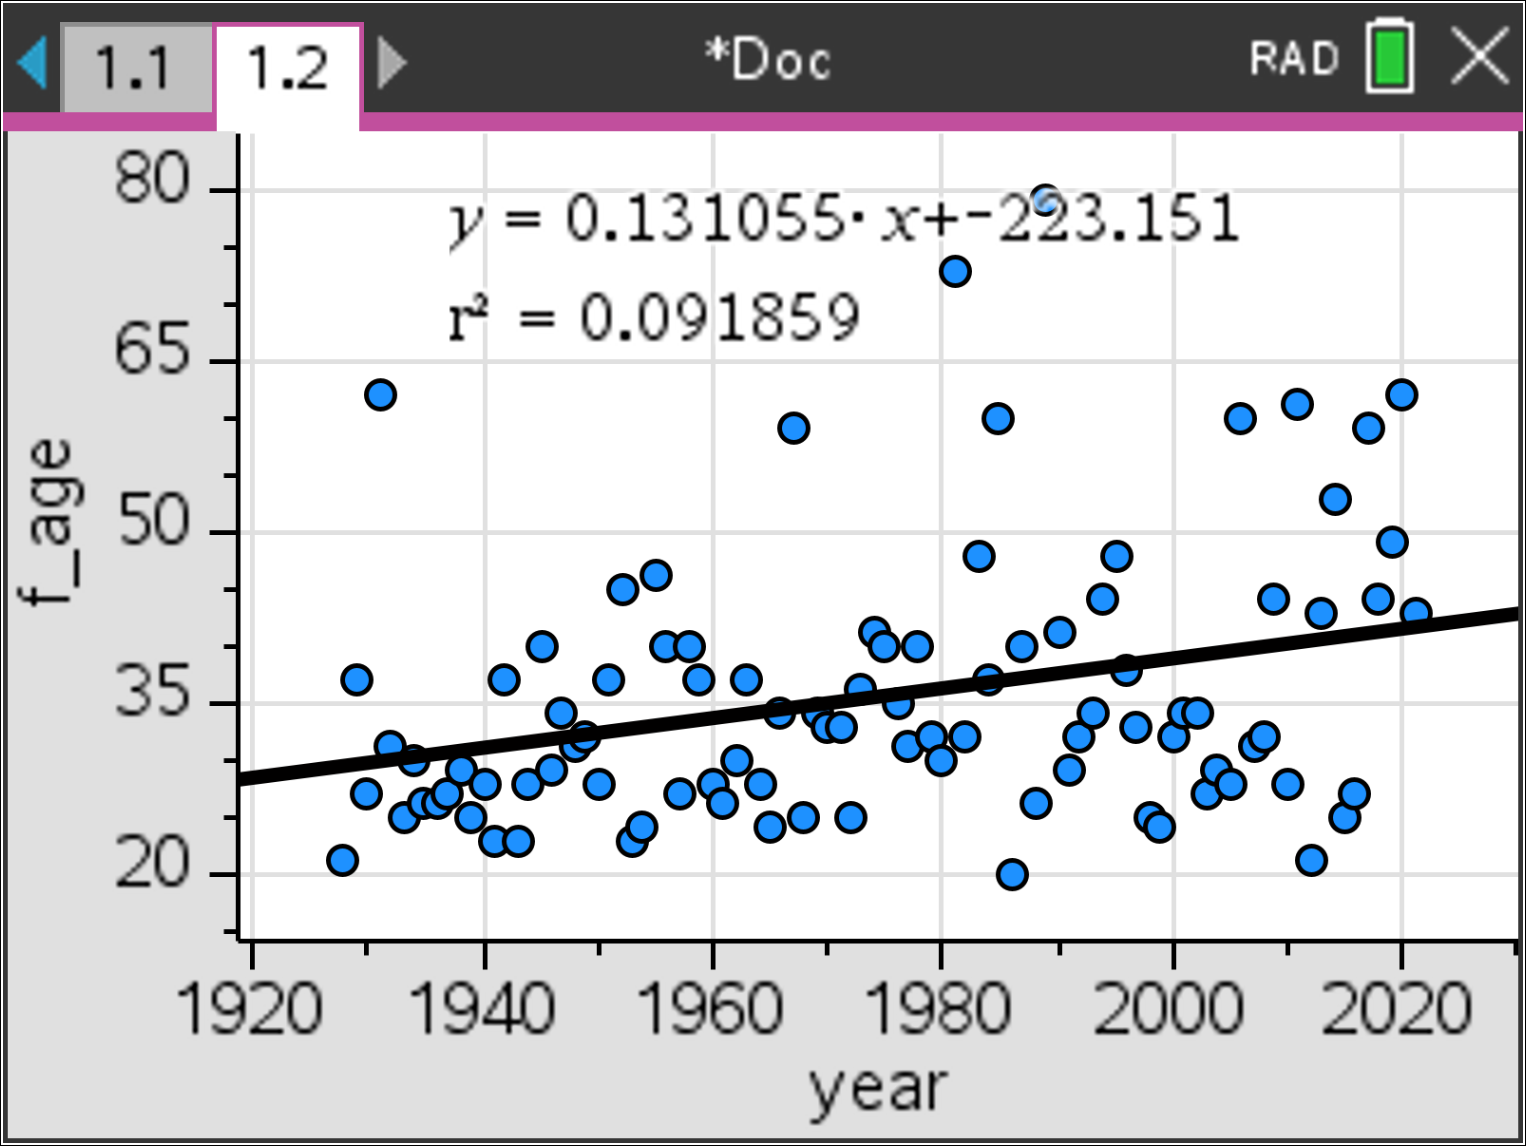 1.1 1.2 *Doc RAD
80
y = 0.131055· x+-223.151
r² = 0.091859
65
50
35
20
f_age
1920 1940 1960 1980 2000 2020
year